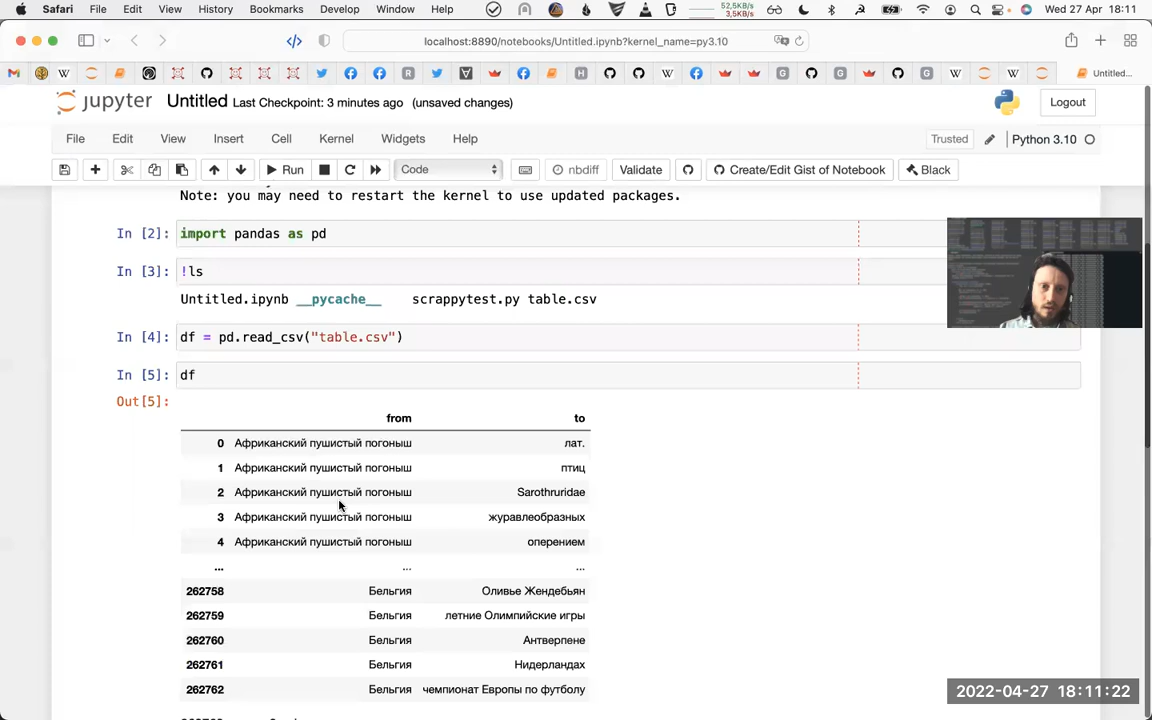 Safari File Edit View History Bookmarks Develop Window Help 52,5KB/s 3,5KB/s Wed 27 Apr 18:11
localhost:8890/notebooks/Untitled.ipynb?kernel_name=py3.10
Untitled...
jupyter Untitled Last Checkpoint: 3 minutes ago (unsaved changes) Logout
File Edit View Insert Cell Kernel Widgets Help Trusted Python 3.10
Run Code nbdiff Validate Create/Edit Gist of Notebook Black
Note: you may need to restart the kernel to use updated packages.
In [2]: import pandas as pd
In [3]: !ls
Untitled.ipynb __pycache__ scrappytest.py table.csv
In [4]: df = pd.read_csv("table.csv")
In [5]: df
Out[5]:
from to
0 Африканский пушистый погоныш лат.
1 Африканский пушистый погоныш птиц
2 Африканский пушистый погоныш Sarothruridae
3 Африканский пушистый погоныш журавлеобразных
4 Африканский пушистый погоныш оперением
... ... ...
262758 Бельгия Оливье Жендебьян
262759 Бельгия летние Олимпийские игры
262760 Бельгия Антверпене
262761 Бельгия Нидерландах
262762 Бельгия чемпионат Европы по футболу
2022-04-27 18:11:22